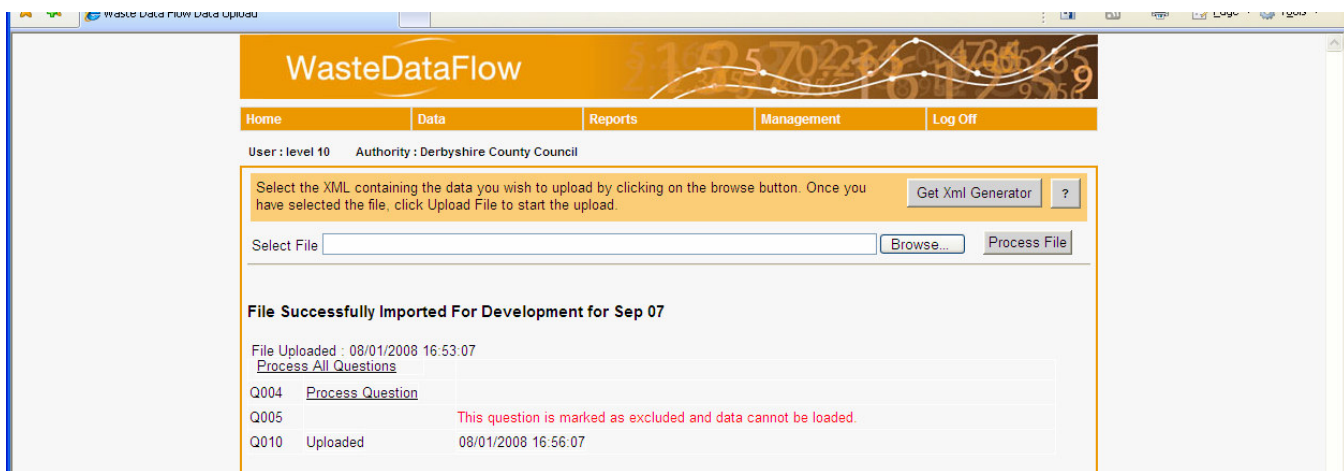 Waste Data Flow Data Upload
Page Tools
WasteDataFlow
Home Data Reports Management Log Off
User : level 10 Authority : Derbyshire County Council
Select the XML containing the data you wish to upload by clicking on the browse button. Once you
have selected the file, click Upload File to start the upload.
Get Xml Generator ?
Select File Browse... Process File
File Successfully Imported For Development for Sep 07
File Uploaded : 08/01/2008 16:53:07
Process All Questions
Q004 Process Question
Q005 This question is marked as excluded and data cannot be loaded.
Q010 Uploaded 08/01/2008 16:56:07